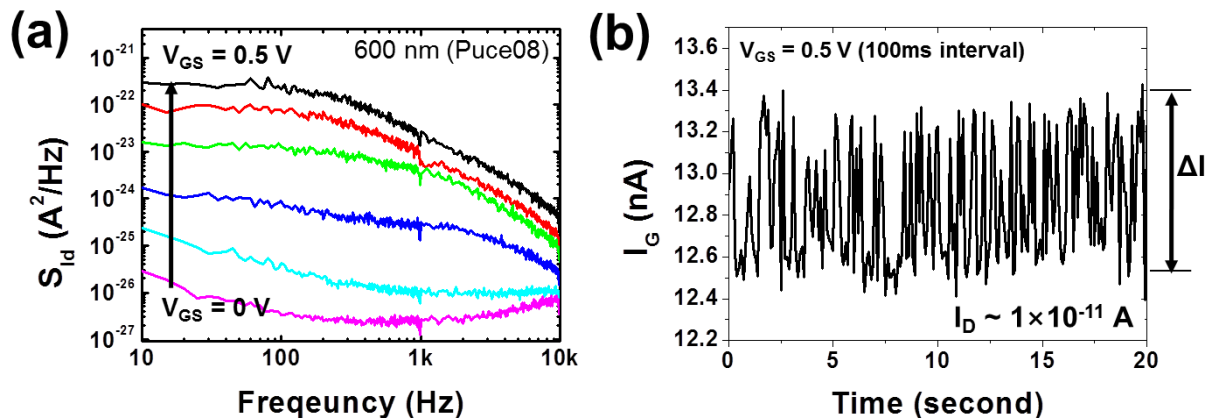 (a)
V_GS = 0.5 V
600 nm (Puce08)
V_GS = 0 V
S_Id (A²/Hz)
10⁻²¹
10⁻²²
10⁻²³
10⁻²⁴
10⁻²⁵
10⁻²⁶
10⁻²⁷
10
100
1k
10k
Freqeuncy (Hz)
(b)
V_GS = 0.5 V (100ms interval)
I_D ~ 1×10⁻¹¹ A
ΔI
I_G (nA)
13.6
13.4
13.2
13.0
12.8
12.6
12.4
12.2
0
5
10
15
20
Time (second)